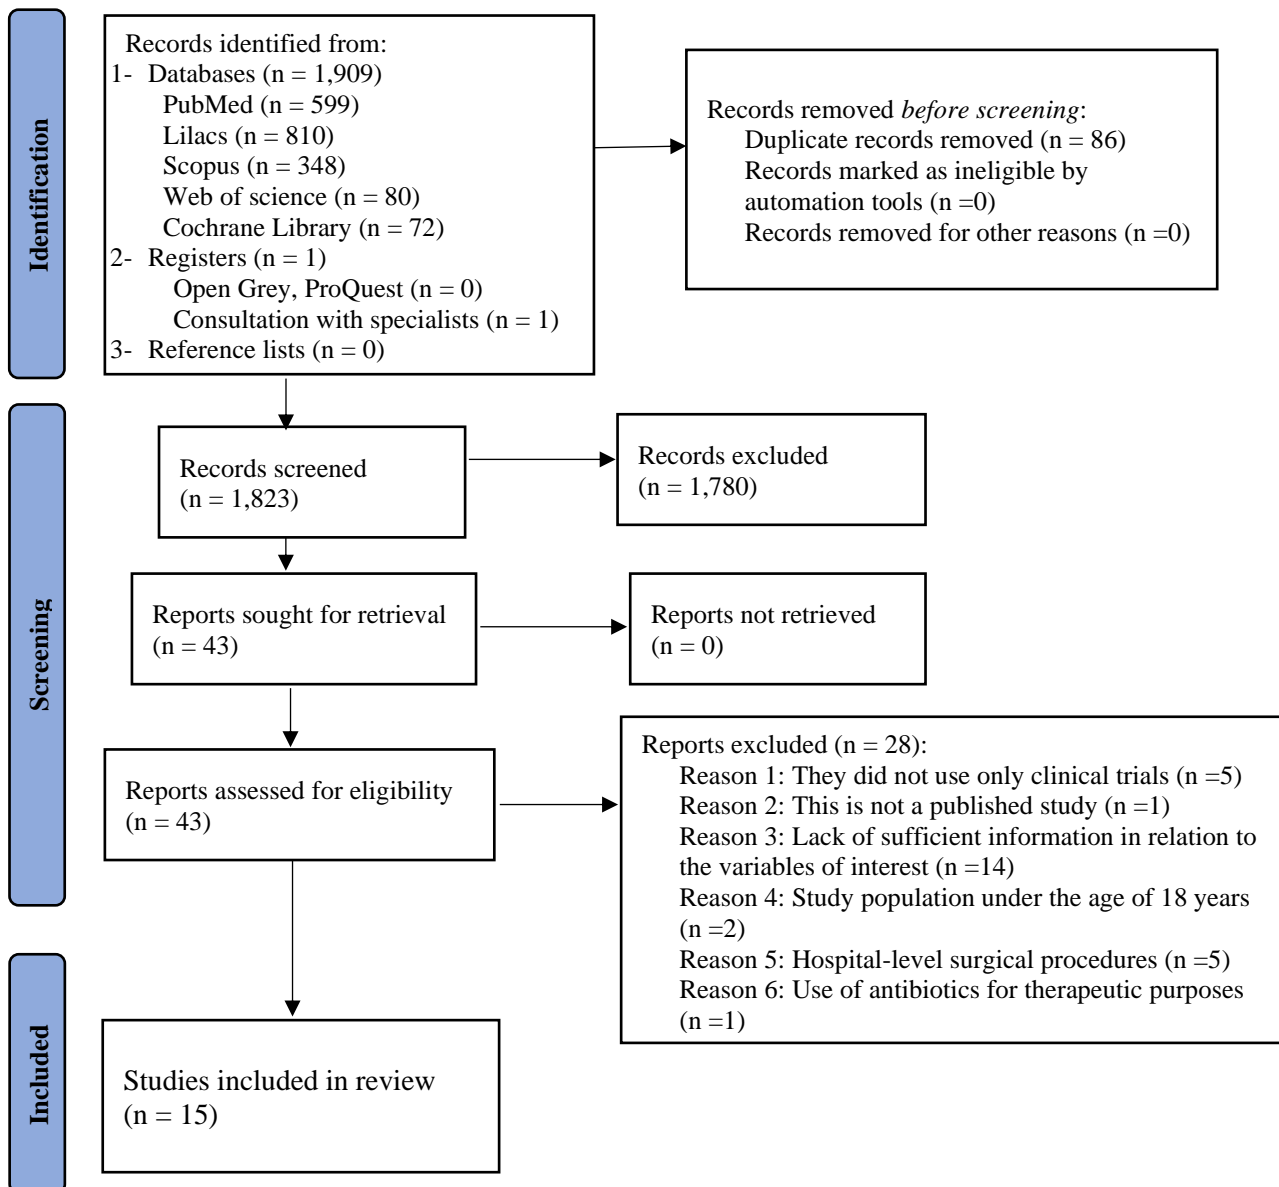 Identification
Records identified from:
1- Databases (n = 1,909)
PubMed (n = 599)
Lilacs (n = 810)
Scopus (n = 348)
Web of science (n = 80)
Cochrane Library (n = 72)
2- Registers (n = 1)
Open Grey, ProQuest (n = 0)
Consultation with specialists (n = 1)
3- Reference lists (n = 0)
Records removed before screening:
Duplicate records removed (n = 86)
Records marked as ineligible by
automation tools (n =0)
Records removed for other reasons (n =0)
Screening
Records screened
(n = 1,823)
Records excluded
(n = 1,780)
Reports sought for retrieval
(n = 43)
Reports not retrieved
(n = 0)
Reports assessed for eligibility
(n = 43)
Reports excluded (n = 28):
Reason 1: They did not use only clinical trials (n =5)
Reason 2: This is not a published study (n =1)
Reason 3: Lack of sufficient information in relation to
the variables of interest (n =14)
Reason 4: Study population under the age of 18 years
(n =2)
Reason 5: Hospital-level surgical procedures (n =5)
Reason 6: Use of antibiotics for therapeutic purposes
(n =1)
Included
Studies included in review
(n = 15)